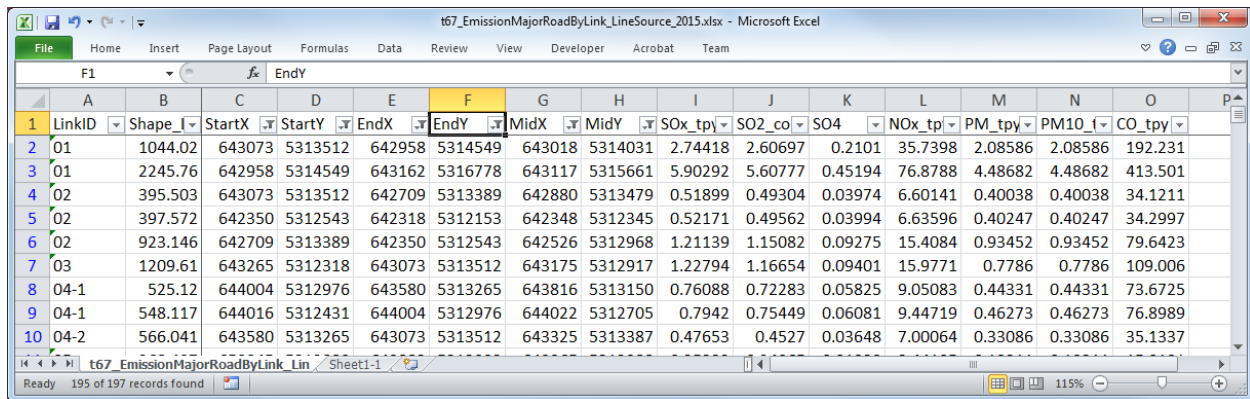 t67_EmissionMajorRoadByLink_LineSource_2015.xlsx - Microsoft Excel
File Home Insert Page Layout Formulas Data Review View Developer Acrobat Team
F1 fx EndY
A B C D E F G H I J K L M N O P
1 LinkID Shape_l StartX StartY EndX EndY MidX MidY SOx_tpy SO2_co SO4 NOx_tp PM_tpy PM10_t CO_tpy
2 01 1044.02 643073 5313512 642958 5314549 643018 5314031 2.74418 2.60697 0.2101 35.7398 2.08586 2.08586 192.231
3 01 2245.76 642958 5314549 643162 5316778 643117 5315661 5.90292 5.60777 0.45194 76.8788 4.48682 4.48682 413.501
4 02 395.503 643073 5313512 642709 5313389 642880 5313479 0.51899 0.49304 0.03974 6.60141 0.40038 0.40038 34.1211
5 02 397.572 642350 5312543 642318 5312153 642348 5312345 0.52171 0.49562 0.03994 6.63596 0.40247 0.40247 34.2997
6 02 923.146 642709 5313389 642350 5312543 642526 5312968 1.21139 1.15082 0.09275 15.4084 0.93452 0.93452 79.6423
7 03 1209.61 643265 5312318 643073 5313512 643175 5312917 1.22794 1.16654 0.09401 15.9771 0.7786 0.7786 109.006
8 04-1 525.12 644004 5312976 643580 5313265 643816 5313150 0.76088 0.72283 0.05825 9.05083 0.44331 0.44331 73.6725
9 04-1 548.117 644016 5312431 644004 5312976 644022 5312705 0.7942 0.75449 0.06081 9.44719 0.46273 0.46273 76.8989
10 04-2 566.041 643580 5313265 643073 5313512 643325 5313387 0.47653 0.4527 0.03648 7.00064 0.33086 0.33086 35.1337
t67_EmissionMajorRoadByLink_Lin Sheet1-1
Ready 195 of 197 records found 115%